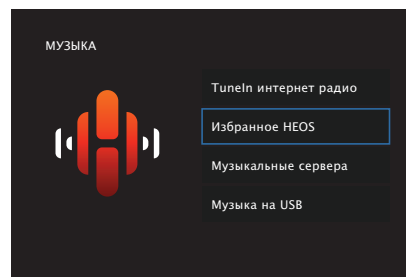 МУЗЫКА
TuneIn интернет радио
Избранное HEOS
Музыкальные сервера
Музыка на USB